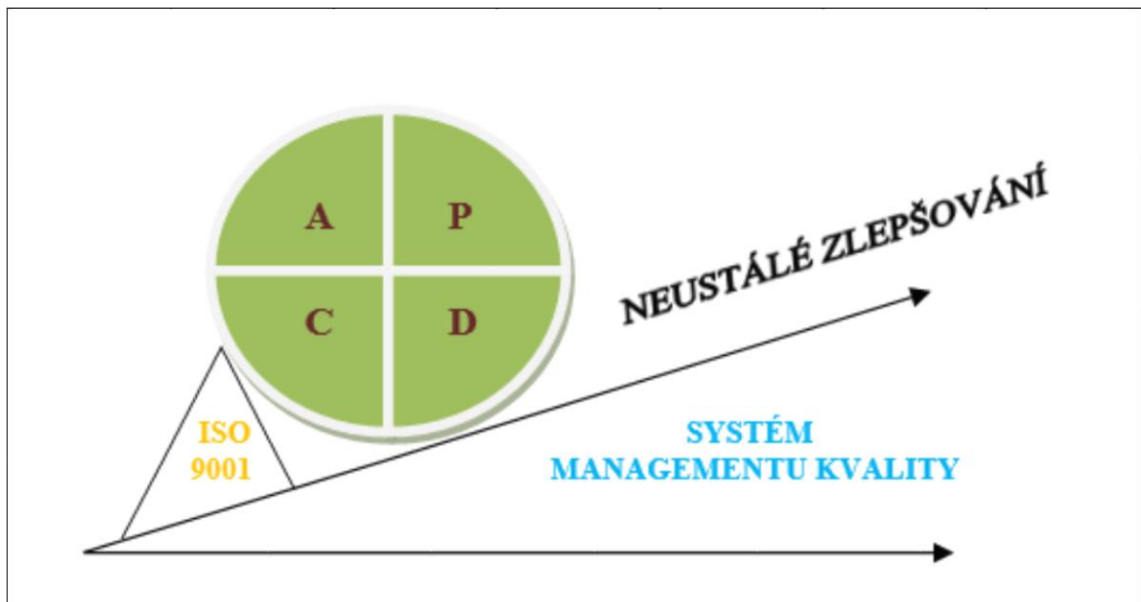 A
P
C
D
NEUSTÁLÉ ZLEPŠOVÁNÍ
ISO
9001
SYSTÉM
MANAGEMENTU KVALITY